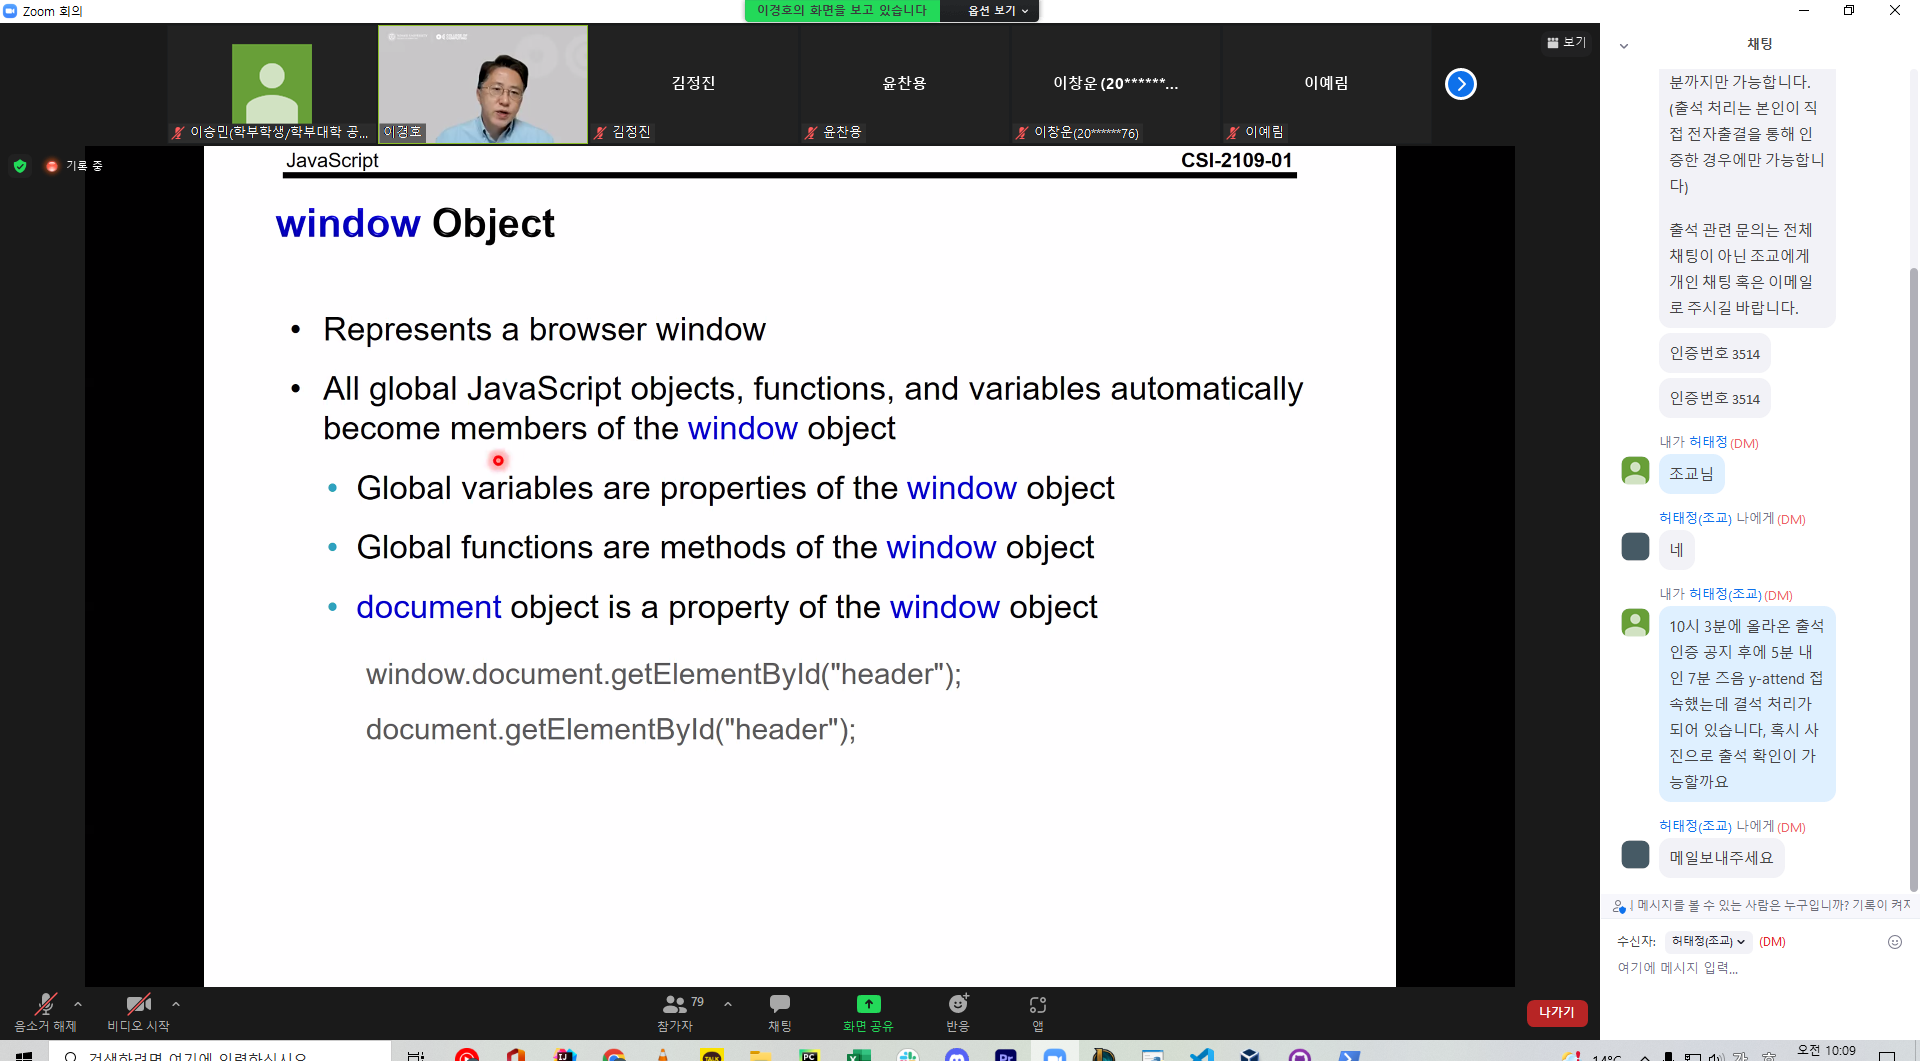 Zoom 회의
이경호의 화면을 보고 있습니다
옵션 보기
보기
김정진
윤찬용
이창운 (20******...
이예림
이승민(학부학생/학부대학 공...
이경호
김정진
윤찬용
이창운(20******76)
이예림
기록 중
JavaScript
CSI-2109-01
window Object
• Represents a browser window
• All global JavaScript objects, functions, and variables automatically
become members of the window object
• Global variables are properties of the window object
• Global functions are methods of the window object
• document object is a property of the window object
window.document.getElementById("header");
document.getElementById("header");
채팅
분까지만 가능합니다.
(출석 처리는 본인이 직
접 전자출결을 통해 인
증한 경우에만 가능합니
다)
출석 관련 문의는 전체
채팅이 아닌 조교에게
개인 채팅 혹은 이메일
로 주시길 바랍니다.
인증번호 3514
인증번호 3514
내가 허태정 (DM)
조교님
허태정(조교) 나에게 (DM)
네
내가 허태정(조교) (DM)
10시 3분에 올라온 출석
인증 공지 후에 5분 내
인 7분 즈음 y-attend 접
속했는데 결석 처리가
되어 있습니다, 혹시 사
진으로 출석 확인이 가
능할까요
허태정(조교) 나에게 (DM)
메일보내주세요
메시지를 볼 수 있는 사람은 누구입니까? 기록이 켜지
수신자: 허태정(조교) (DM)
여기에 메시지 입력...
음소거 해제
비디오 시작
79
참가자
채팅
화면 공유
반응
앱
나가기
검색하려면 여기에 입력하십시오
TALK
PC
Pr
14°C
오전 10:09